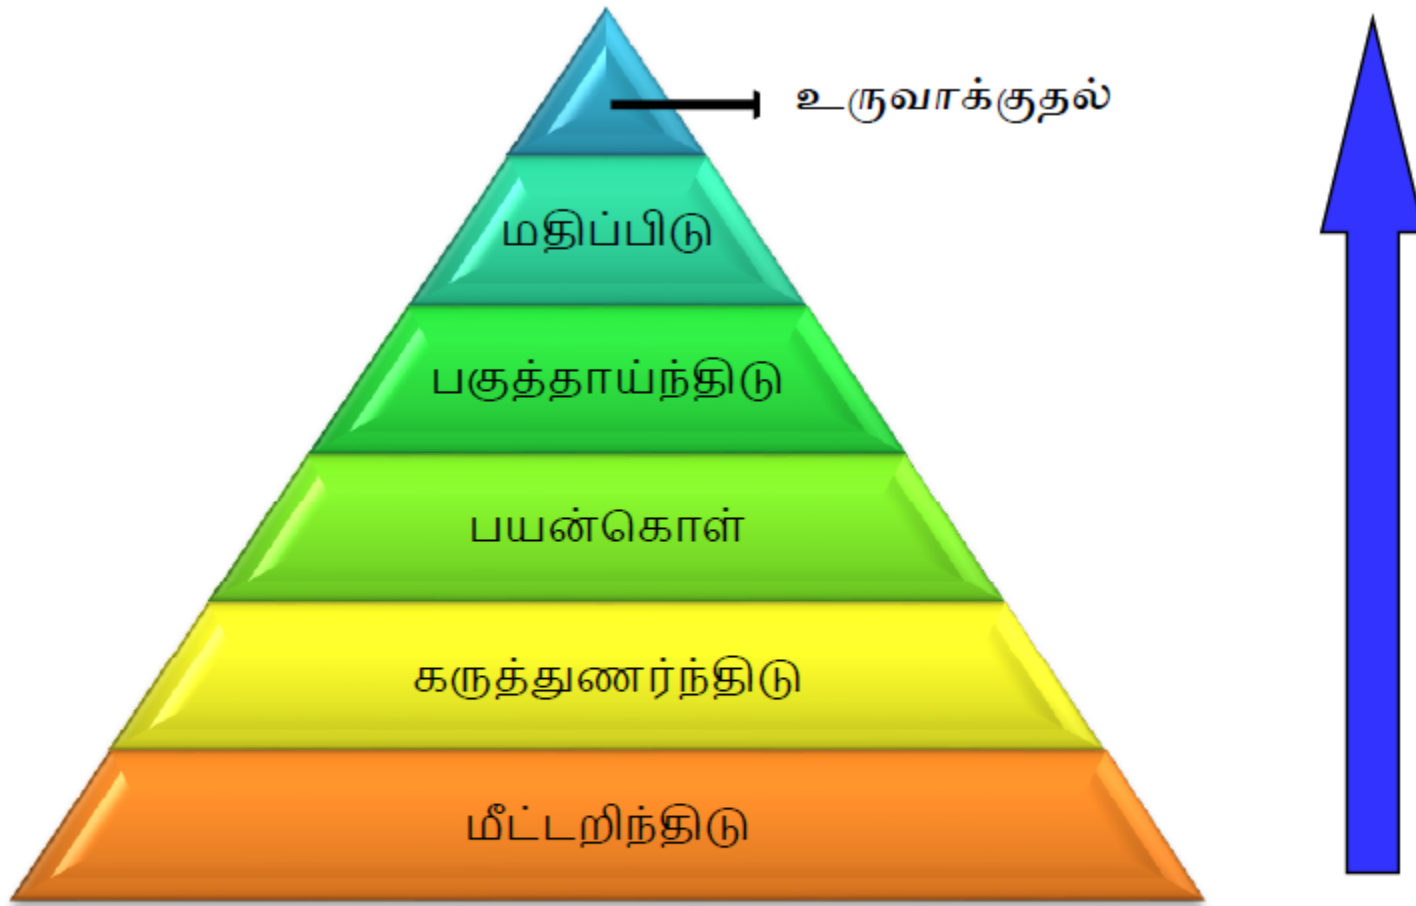 உருவாக்குதல்
மதிப்பிடு
பகுத்தாய்ந்திடு
பயன்கொள்
கருத்துணர்ந்திடு
மீட்டறிந்திடு